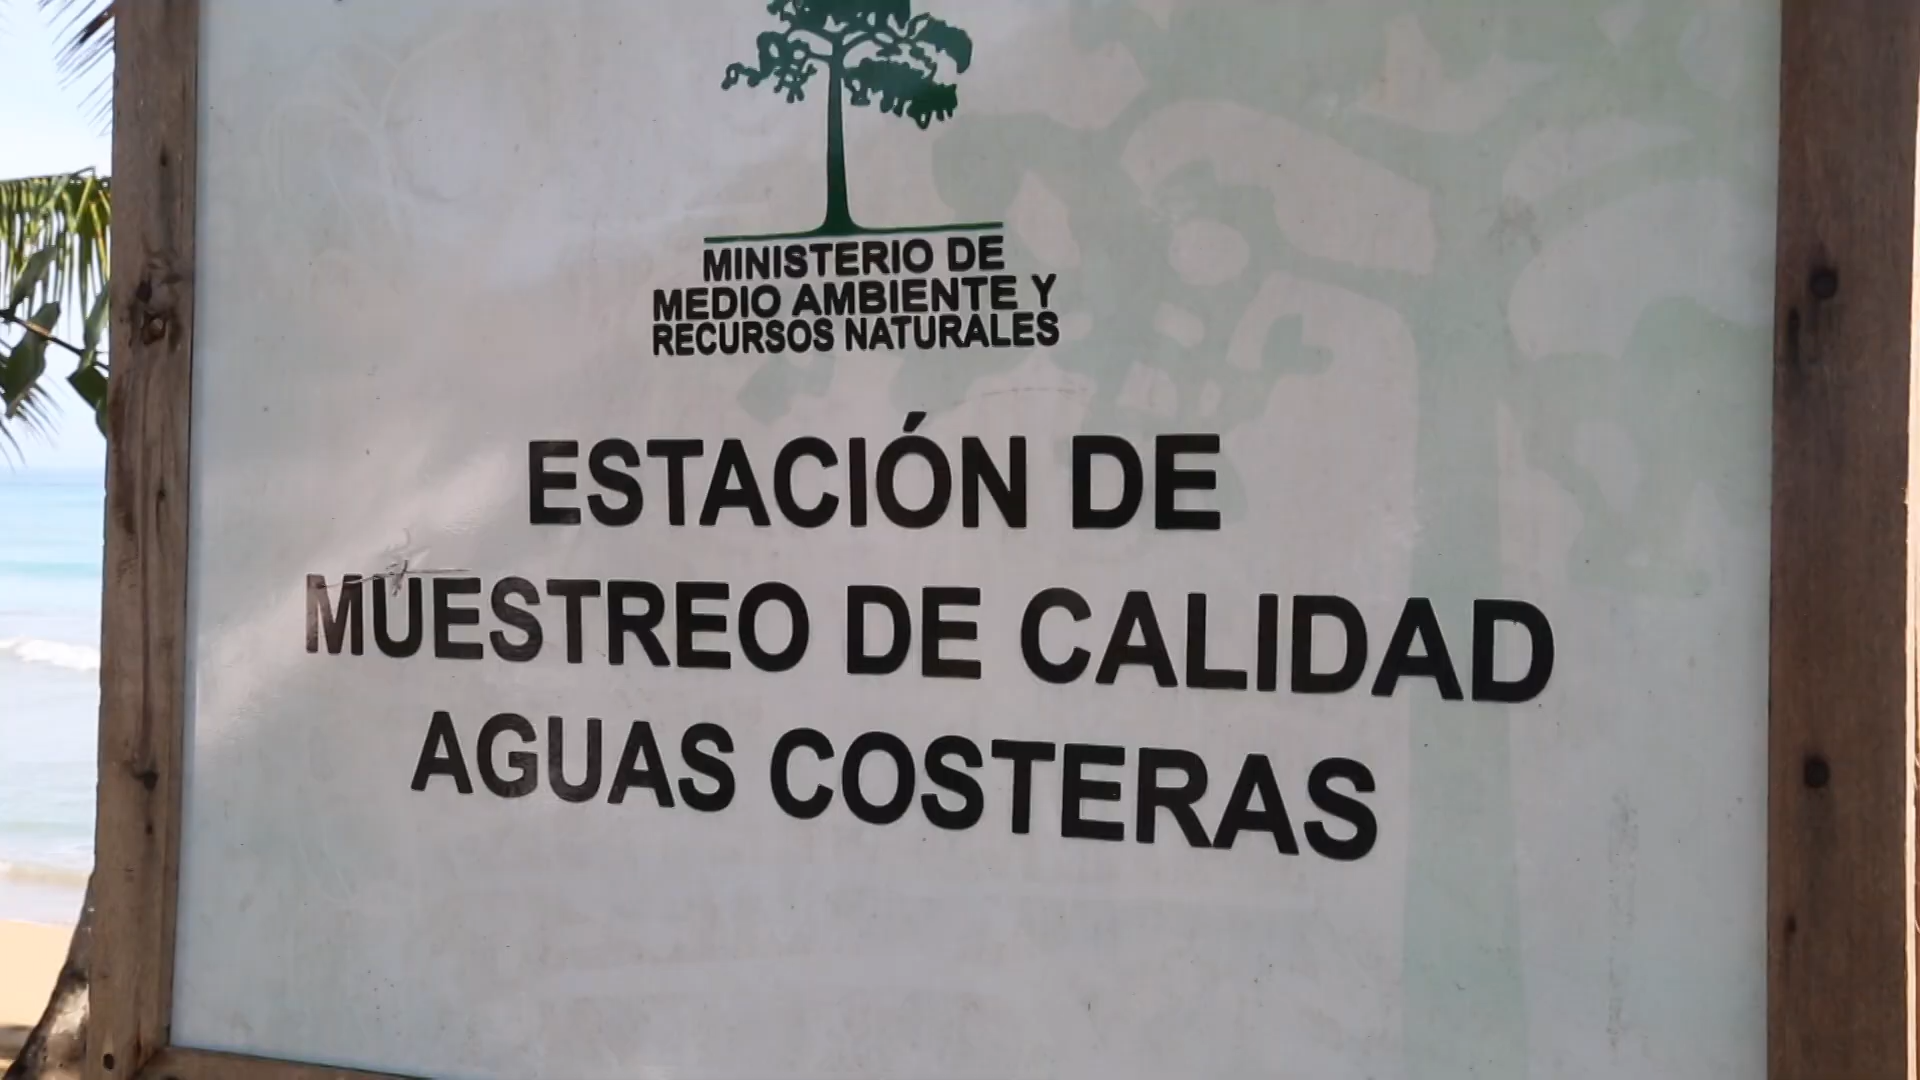 MINISTERIO DE
MEDIO AMBIENTE Y
RECURSOS NATURALES
ESTACIÓN DE
MUESTREO DE CALIDAD
AGUAS COSTERAS